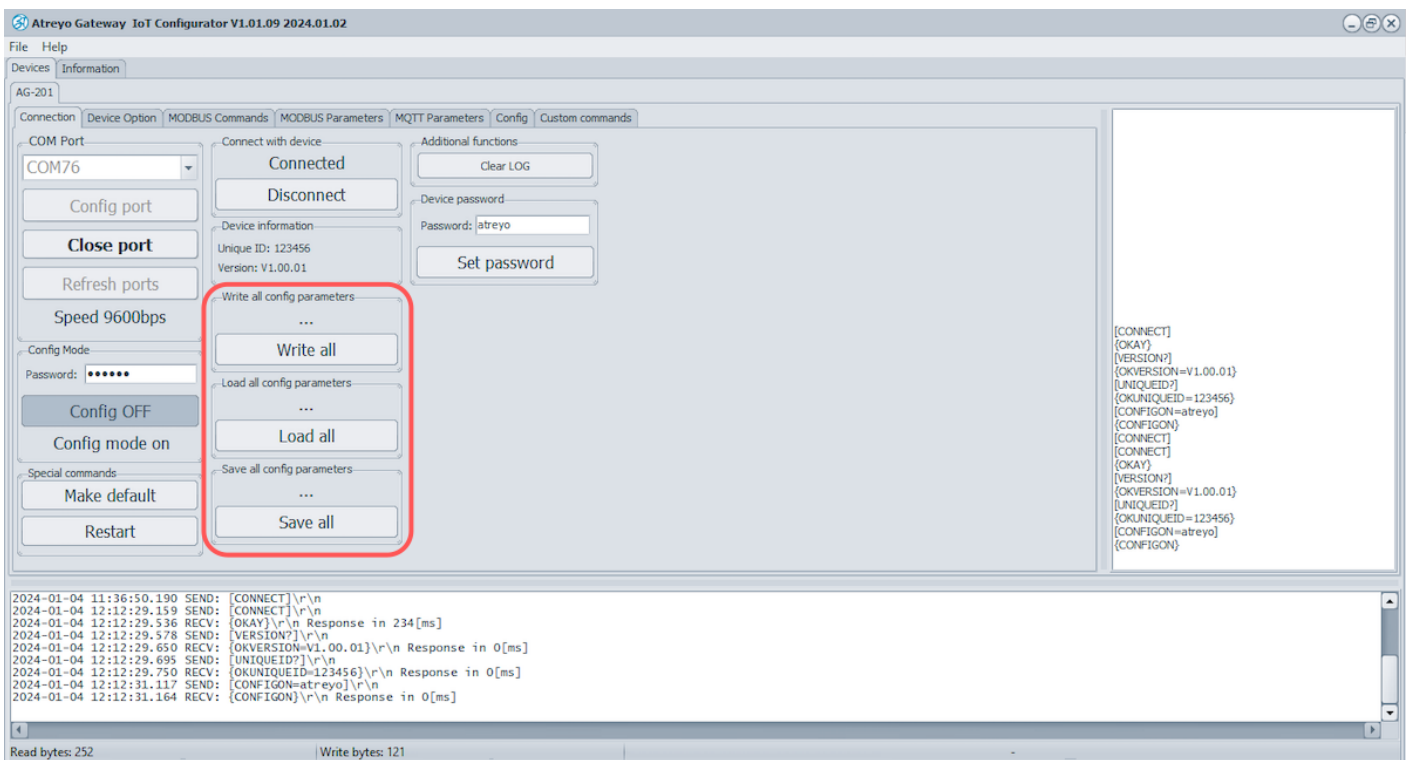 Atreyo Gateway IoT Configurator V1.01.09 2024.01.02
File Help
Devices Information
AG-201
Connection Device Option MODBUS Commands MODBUS Parameters MQTT Parameters Config Custom commands
COM Port
COM76
Config port
Close port
Refresh ports
Speed 9600bps
Config Mode
Password: ●●●●●●
Config OFF
Config mode on
Special commands
Make default
Restart
Connect with device
Connected
Disconnect
Device information
Unique ID: 123456
Version: V1.00.01
Write all config parameters
...
Write all
Load all config parameters
...
Load all
Save all config parameters
...
Save all
Additional functions
Clear LOG
Device password
Password: atreyo
Set password
[CONNECT]
{OKAY}
[VERSION?]
{OKVERSION=V1.00.01}
[UNIQUEID?]
{OKUNIQUEID=123456}
[CONFIGON=atreyo]
{CONFIGON}
[CONNECT]
[CONNECT]
{OKAY}
[VERSION?]
{OKVERSION=V1.00.01}
[UNIQUEID?]
{OKUNIQUEID=123456}
[CONFIGON=atreyo]
{CONFIGON}
2024-01-04 11:36:50.190 SEND: [CONNECT]\r\n
2024-01-04 12:12:29.159 SEND: [CONNECT]\r\n
2024-01-04 12:12:29.536 RECV: {OKAY}\r\n Response in 234[ms]
2024-01-04 12:12:29.578 SEND: [VERSION?]\r\n
2024-01-04 12:12:29.650 RECV: {OKVERSION=V1.00.01}\r\n Response in 0[ms]
2024-01-04 12:12:29.695 SEND: [UNIQUEID?]\r\n
2024-01-04 12:12:29.750 RECV: {OKUNIQUEID=123456}\r\n Response in 0[ms]
2024-01-04 12:12:31.117 SEND: [CONFIGON=atreyo]\r\n
2024-01-04 12:12:31.164 RECV: {CONFIGON}\r\n Response in 0[ms]
Read bytes: 252 Write bytes: 121 -